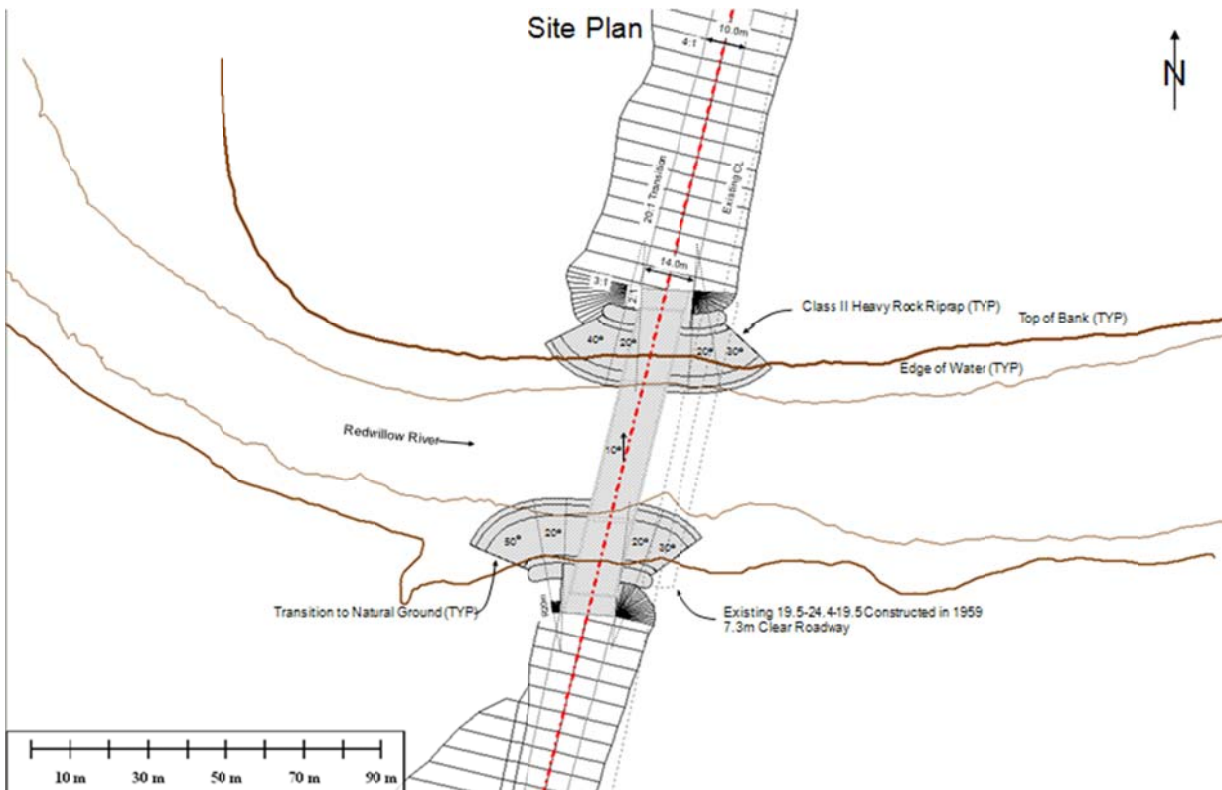 Site Plan
10.0m
4:1
N
20:1 Transition
Existing CL
14.0m
3:1
2:1
Class II Heavy Rock Riprap (TYP)
Top of Bank (TYP)
40°
20°
20°
30°
Edge of Water (TYP)
Redwillow River
10°
50°
20°
20°
30°
Transition to Natural Ground (TYP)
Existing 19.5-24.4-19.5 Constructed in 1959
7.3m Clear Roadway
10 m 30 m 50 m 70 m 90 m